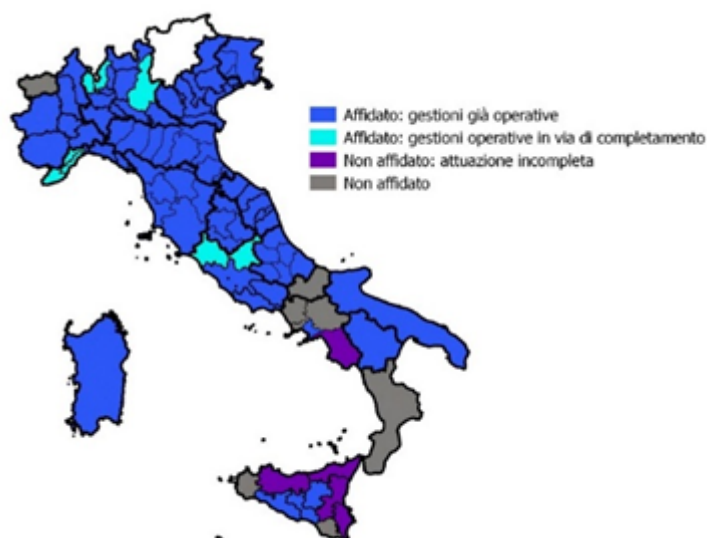 Affidato: gestioni già operative
Affidato: gestioni operative in via di completamento
Non affidato: attuazione incompleta
Non affidato